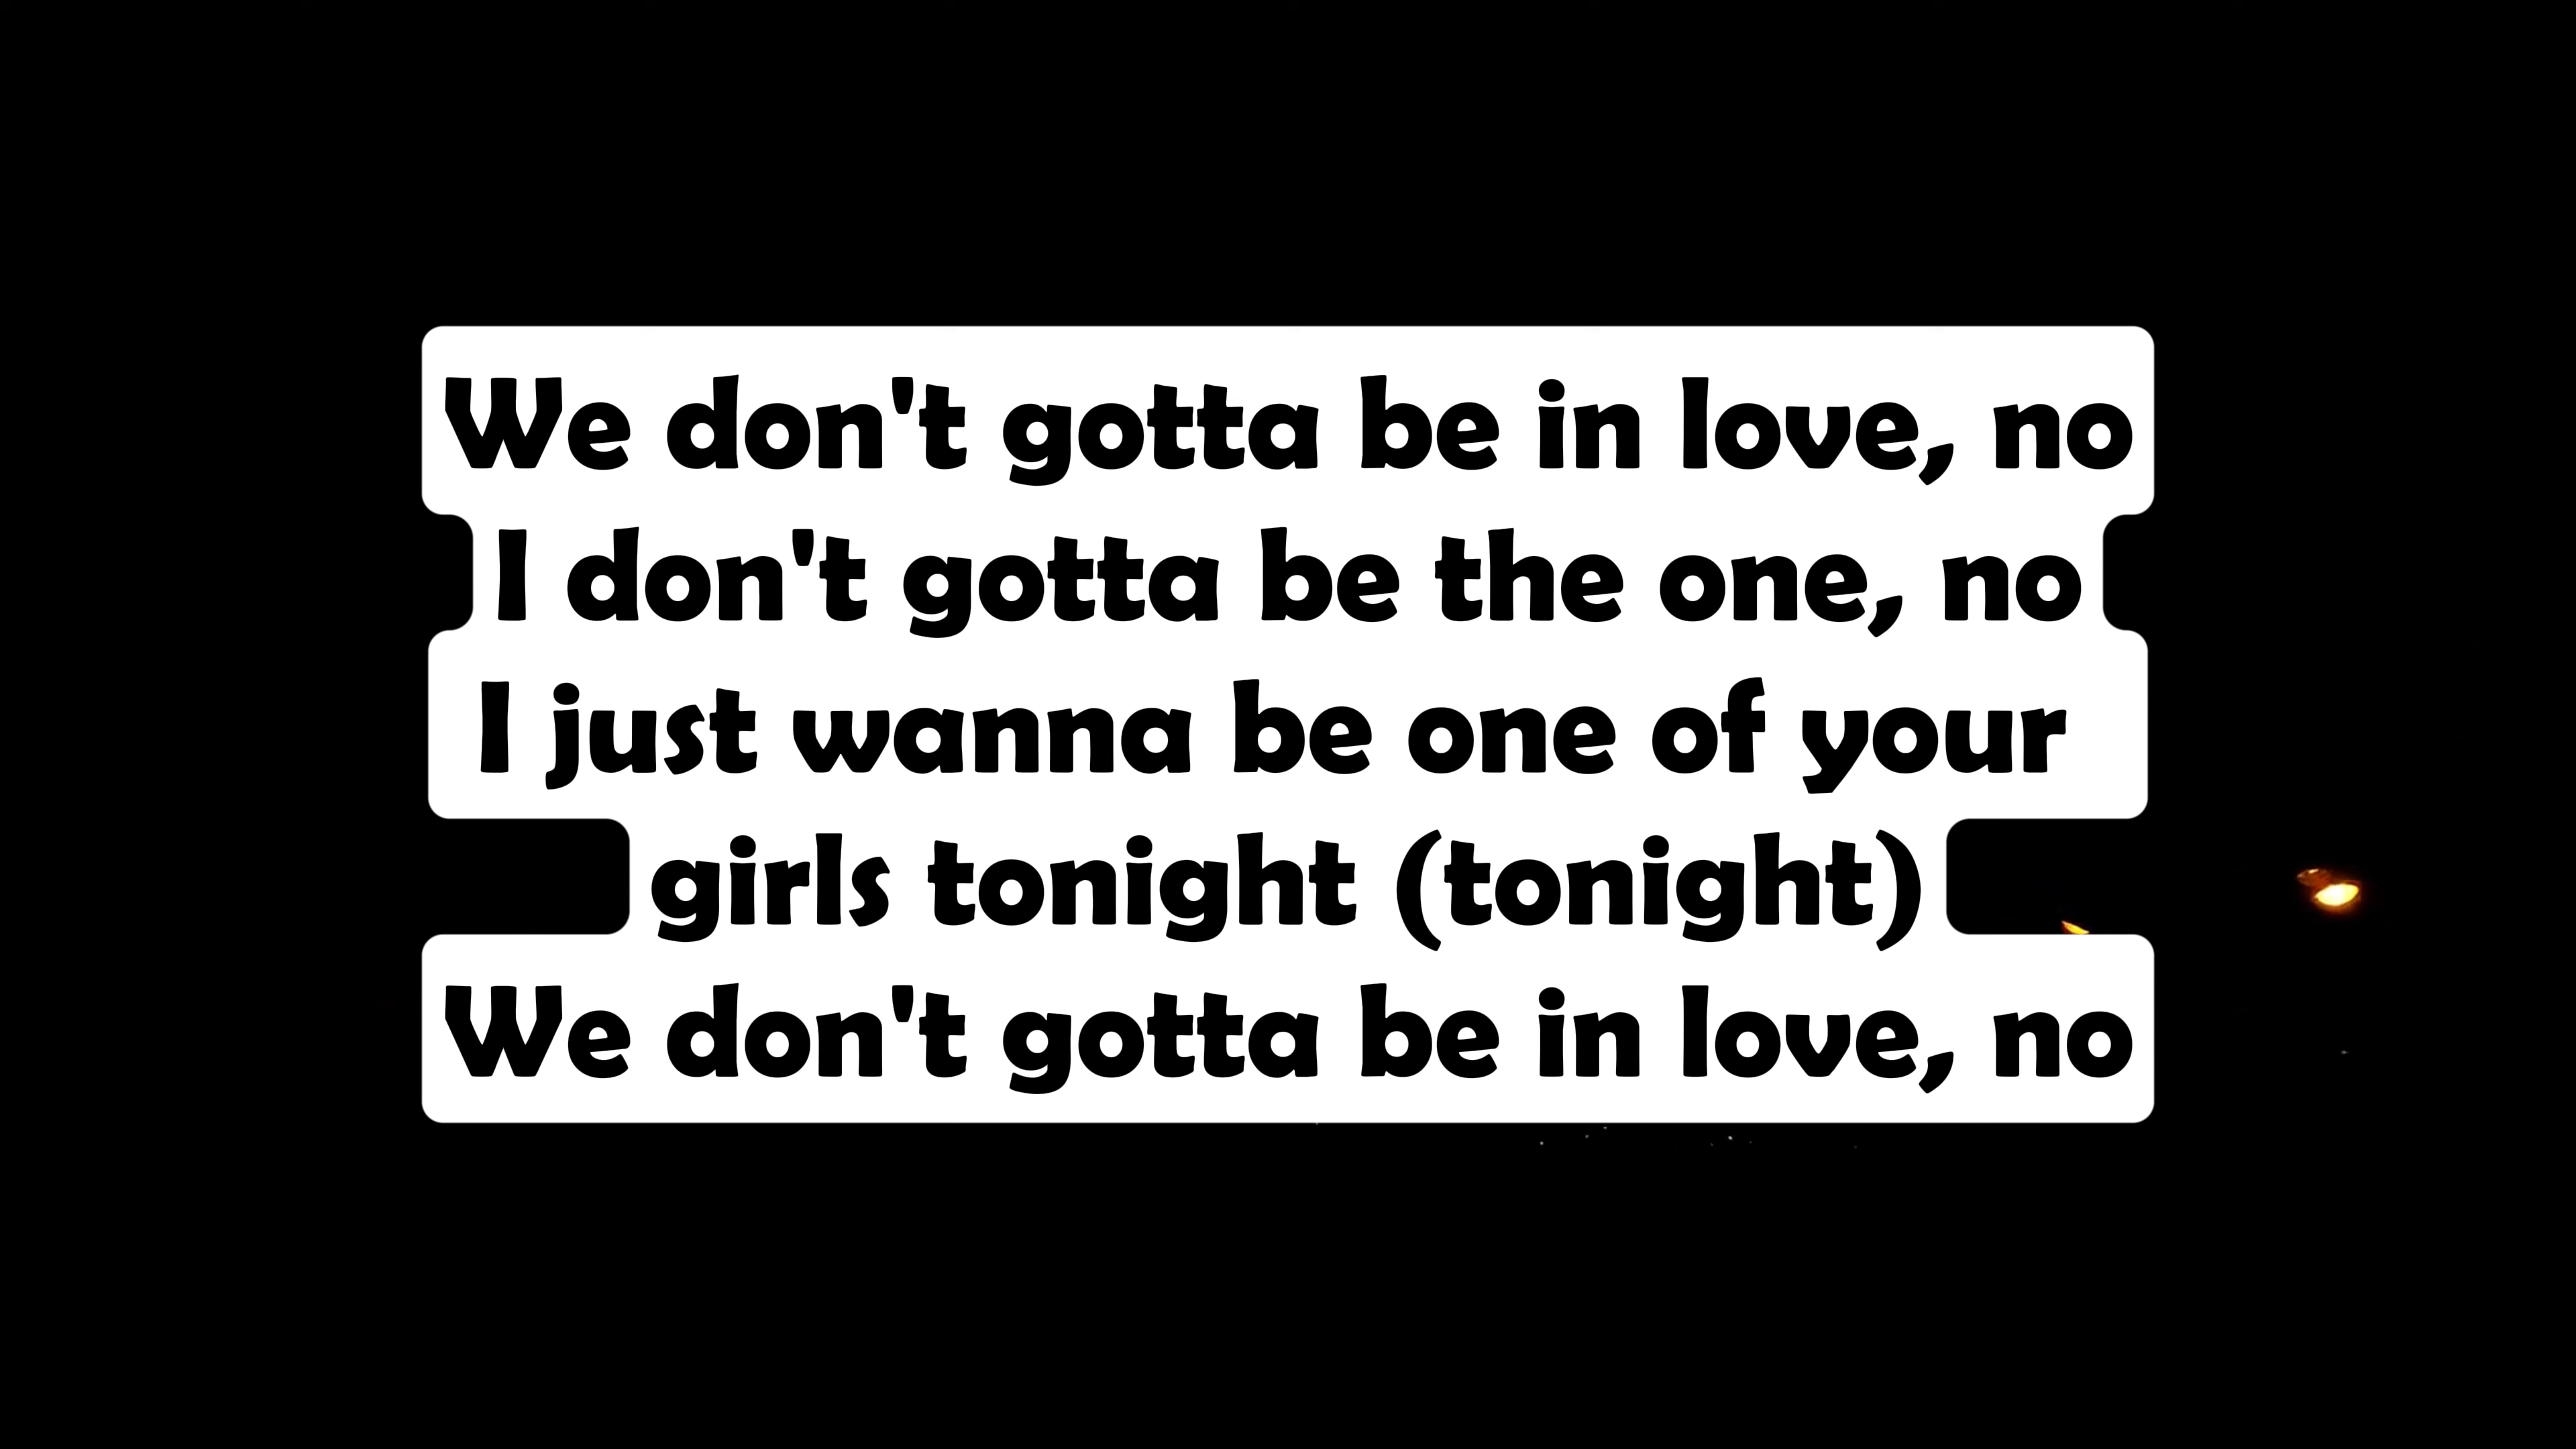 We don't gotta be in love, no
I don't gotta be the one, no
I just wanna be one of your
girls tonight (tonight)
We don't gotta be in love, no